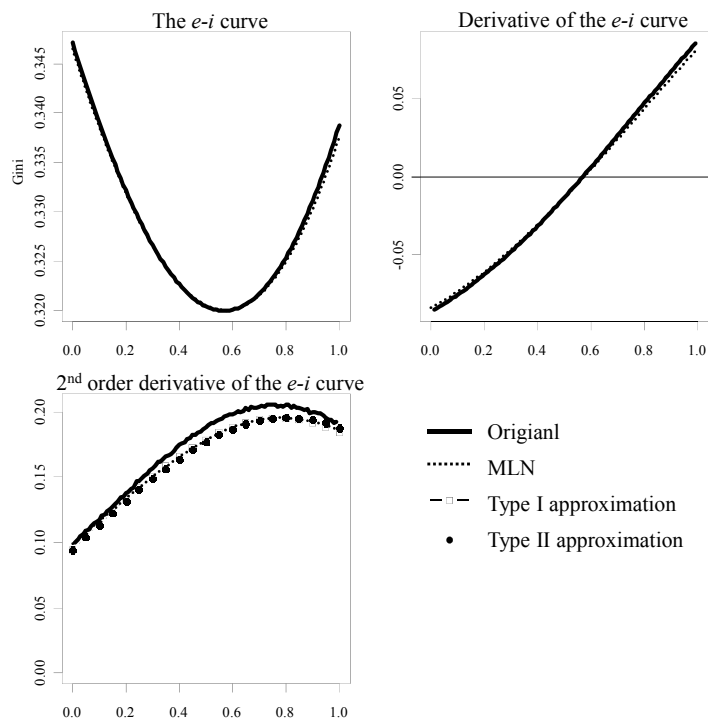 The e-i curve
Derivative of the e-i curve
Gini
0.345
0.340
0.335
0.330
0.325
0.320
0.0 0.2 0.4 0.6 0.8 1.0
0.05
0.00
-0.05
0.0 0.2 0.4 0.6 0.8 1.0
2nd order derivative of the e-i curve
0.20
0.15
0.10
0.05
0.00
0.0 0.2 0.4 0.6 0.8 1.0
Origianl
MLN
Type I approximation
Type II approximation